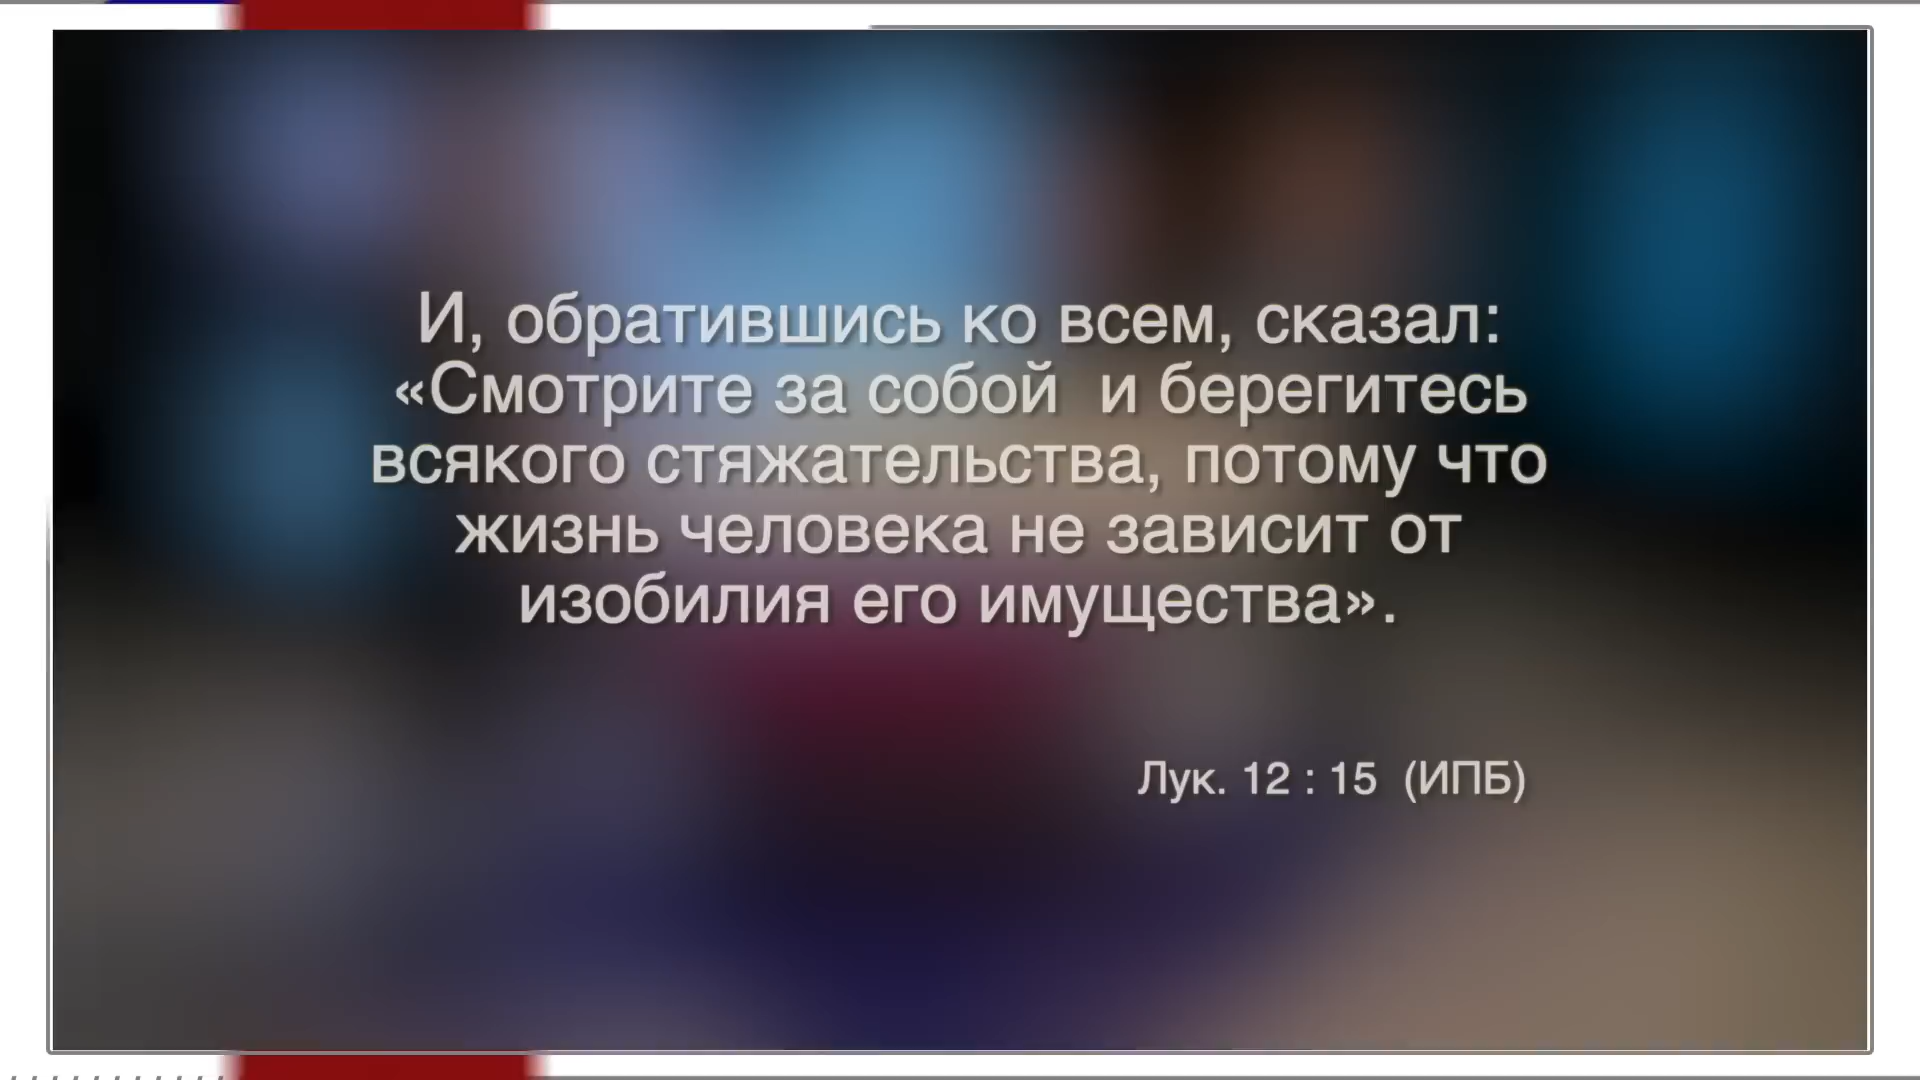 И, обратившись ко всем, сказал:
«Смотрите за собой  и берегитесь
всякого стяжательства, потому что
жизнь человека не зависит от
изобилия его имущества».
Лук. 12 : 15  (ИПБ)